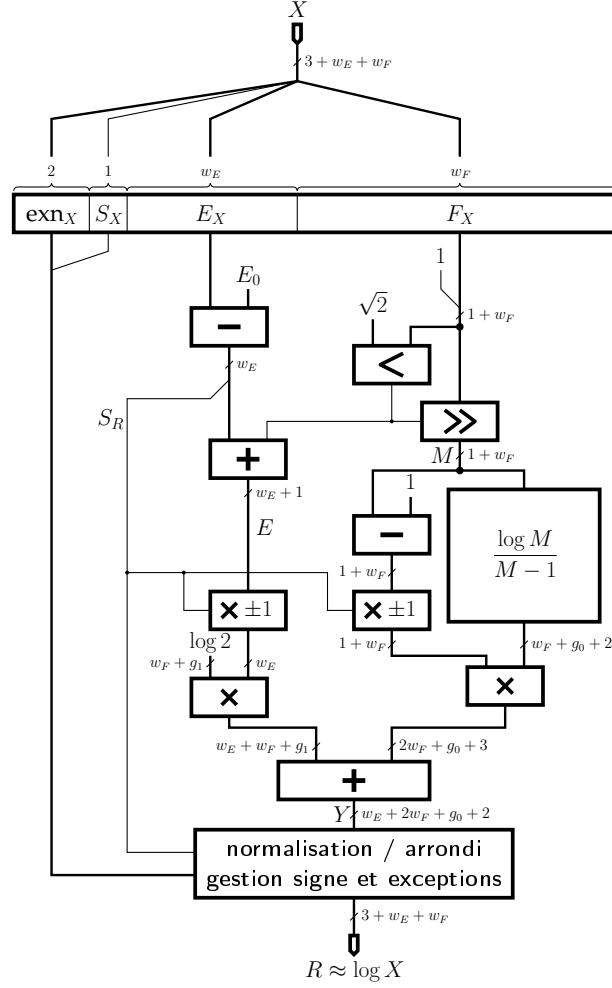 X
3 + w_E + w_F
2 1 w_E w_F
exn_X S_X E_X F_X
1
E_0
√2
1 + w_F
−
<
w_E
S_R
≫
+
M 1 + w_F
1
w_E + 1
E
−
log M
M − 1
1 + w_F
× ±1 × ±1
log 2
1 + w_F
w_F + g_0 + 2
w_F + g_1 w_E
× ×
w_E + w_F + g_1 2w_F + g_0 + 3
+
Y w_E + 2w_F + g_0 + 2
normalisation / arrondi
gestion signe et exceptions
3 + w_E + w_F
R ≈ log X